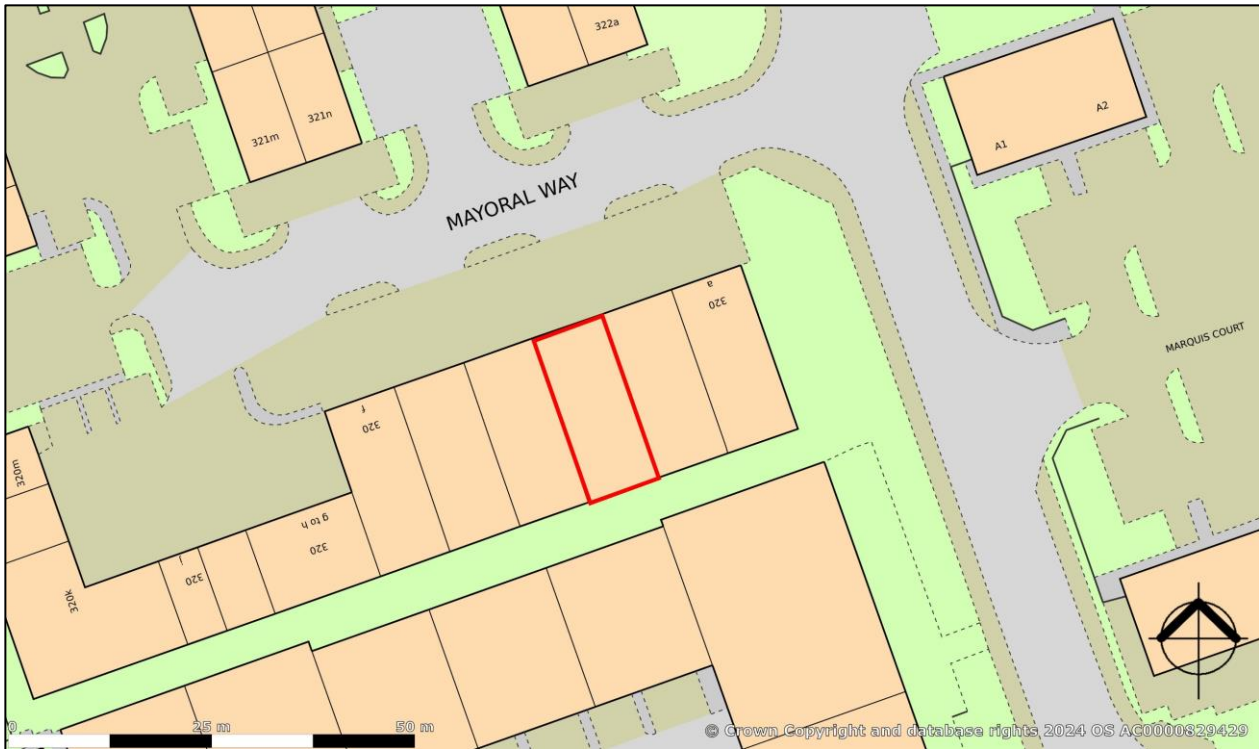 322a
321n
321m
A2
A1
MAYORAL WAY
a
320
MARQUIS COURT
f
320
320m
g to h
320
320
320k
0
25 m
50 m
© Crown Copyright and database rights 2024 OS AC0000829429